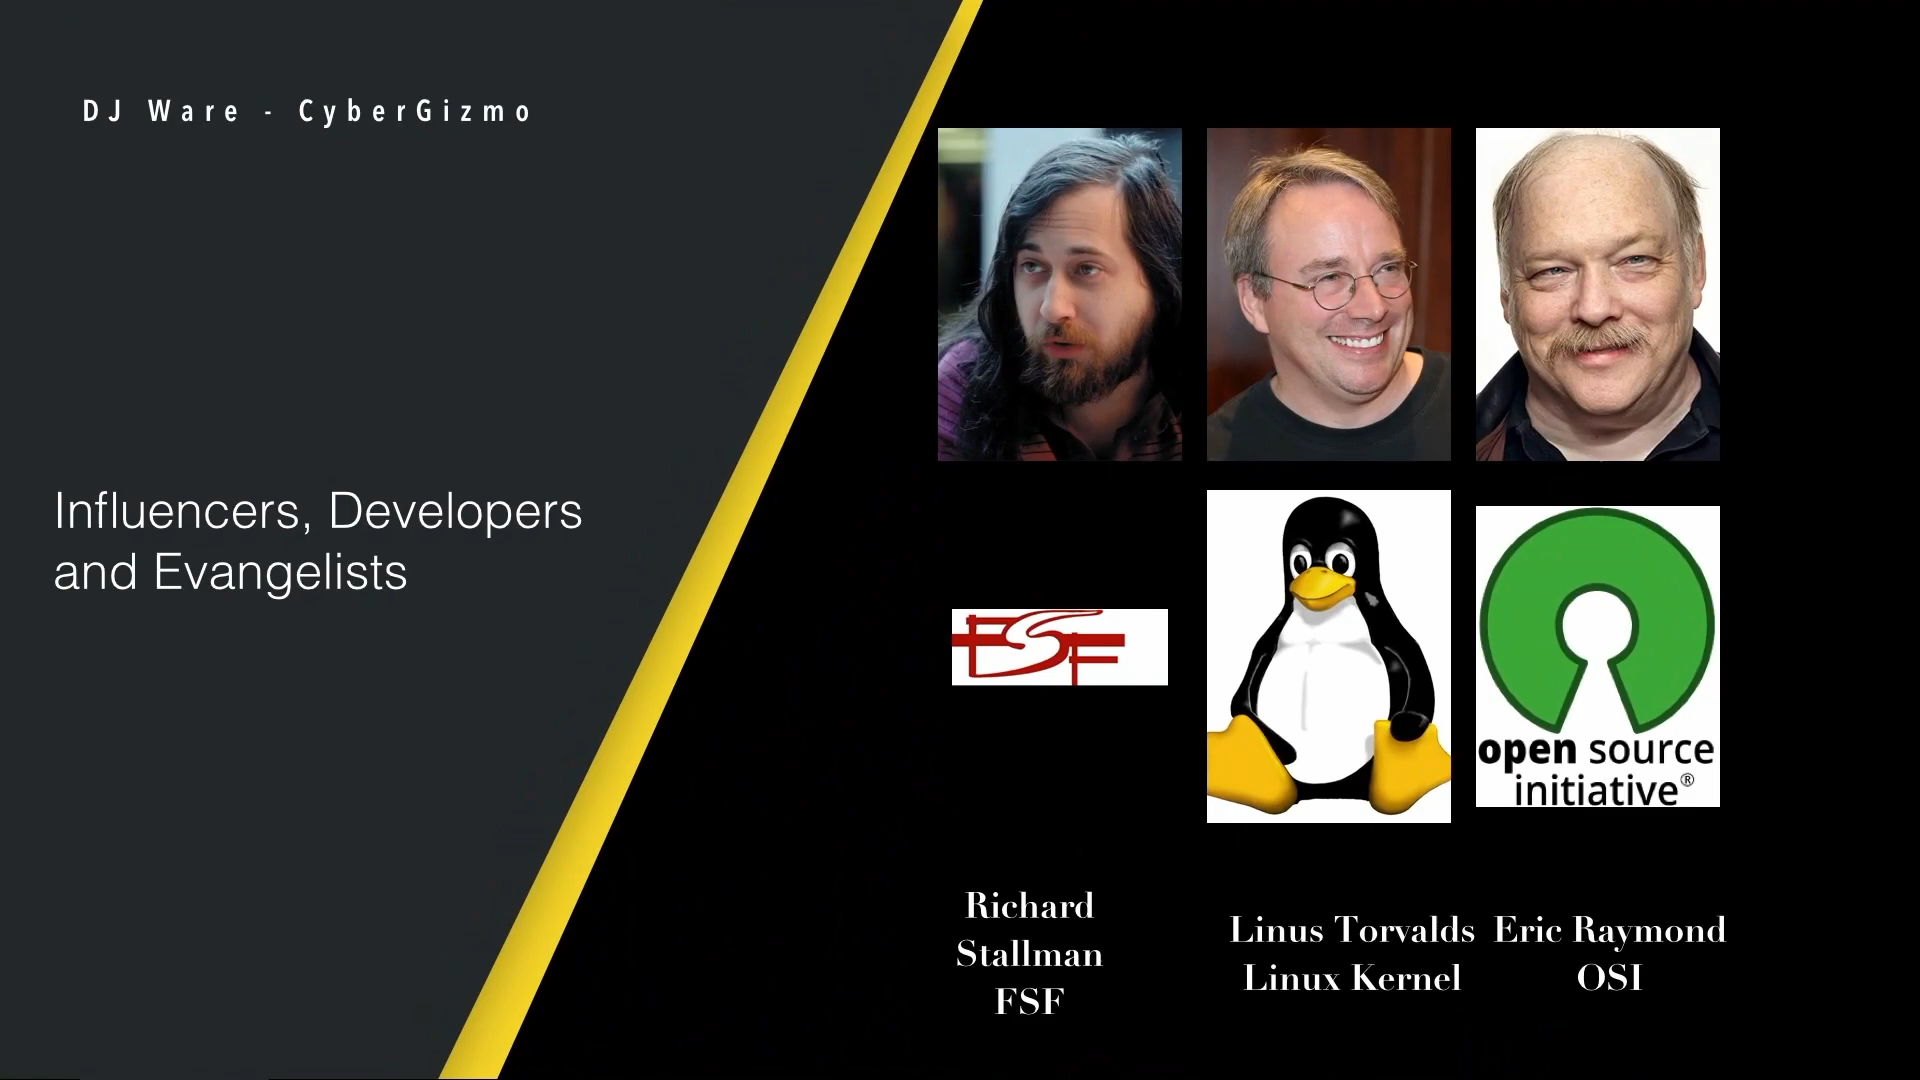 DJ Ware - CyberGizmo
Influencers, Developers
and Evangelists
FSF
open source
initiative®
Richard
Stallman
FSF
Linus Torvalds
Linux Kernel
Eric Raymond
OSI